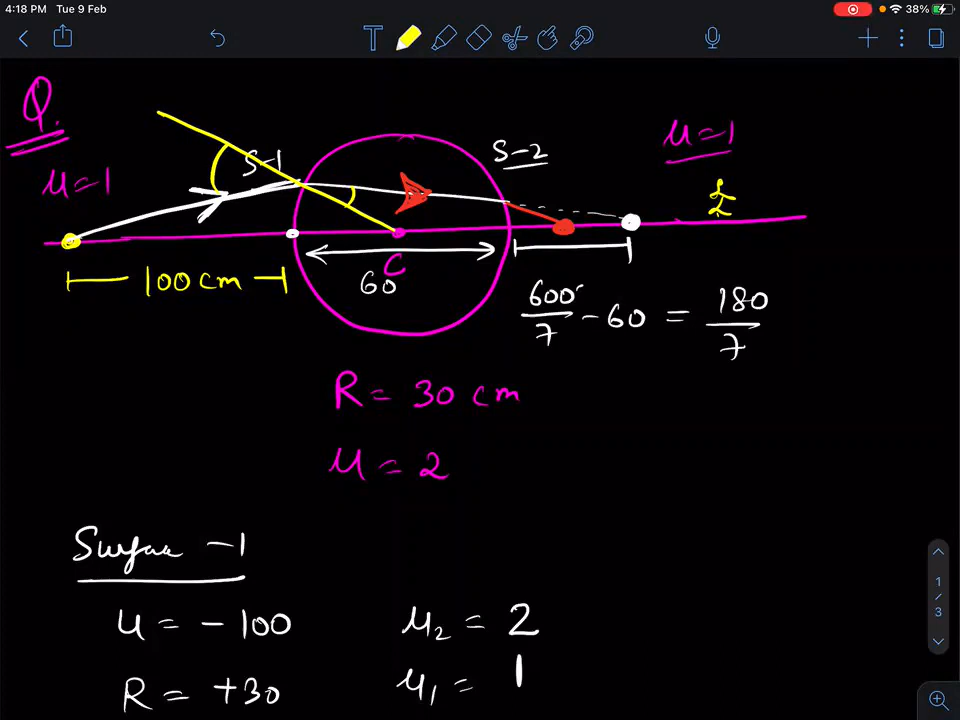 4:18 PM Tue 9 Feb
38%
Q.
S-1
S-2
μ=1
μ=1
100 cm
C
60
600/7 - 60 = 180/7
R = 30 cm
μ = 2
Surface -1
u = - 100
μ₂ = 2
R = +30
μ₁ = 1
1/3